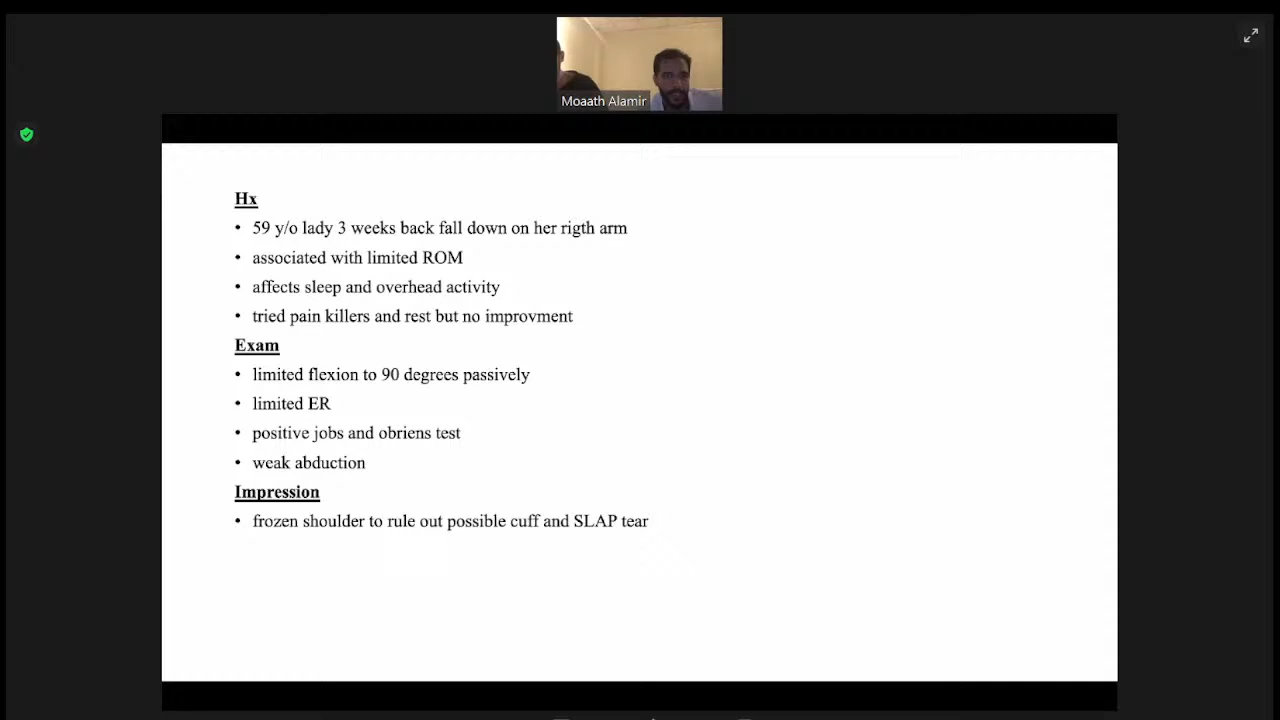 Moaath Alamir
Hx
• 59 y/o lady 3 weeks back fall down on her rigth arm
• associated with limited ROM
• affects sleep and overhead activity
• tried pain killers and rest but no improvment
Exam
• limited flexion to 90 degrees passively
• limited ER
• positive jobs and obriens test
• weak abduction
Impression
• frozen shoulder to rule out possible cuff and SLAP tear